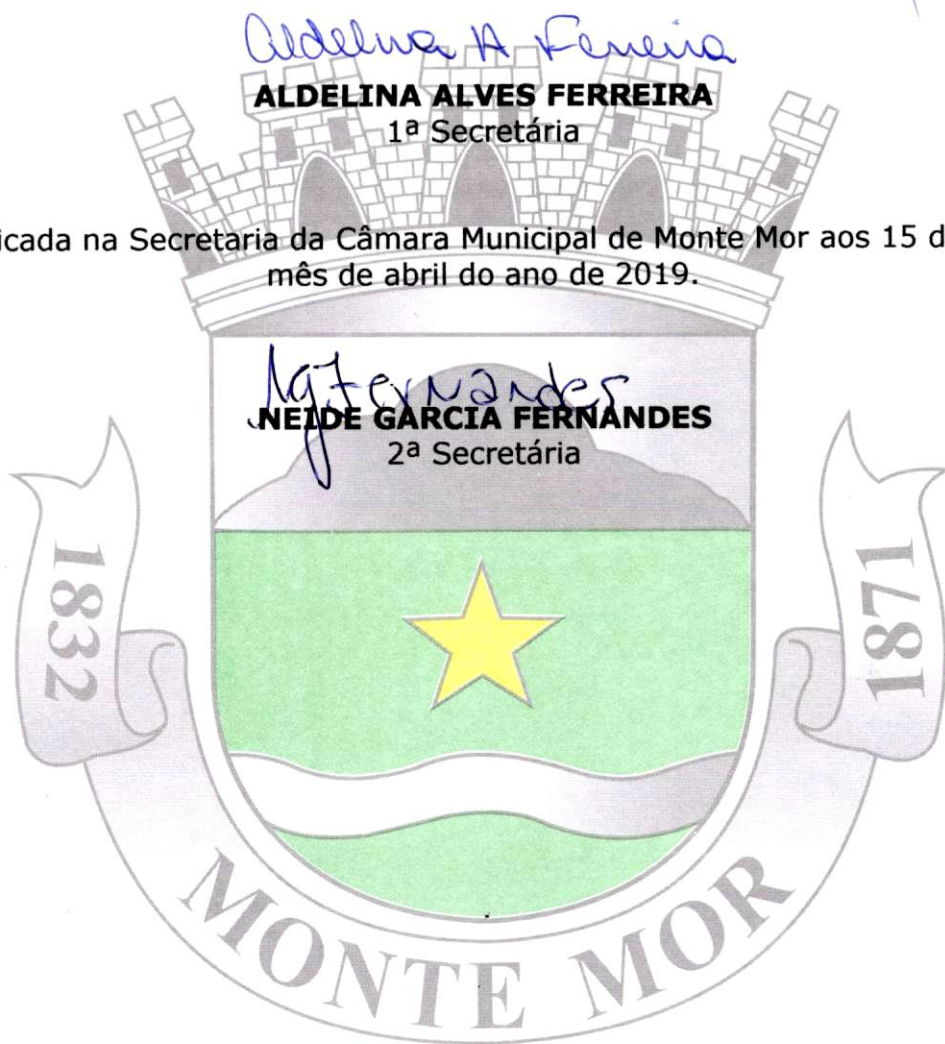 Aldelina A Ferreira
ALDELINA ALVES FERREIRA
1ª Secretária
icada na Secretaria da Câmara Municipal de Monte Mor aos 15 d
mês de abril do ano de 2019.
NgFernandes
NEIDE GARCIA FERNANDES
2ª Secretária
1832
1871
MONTE MOR